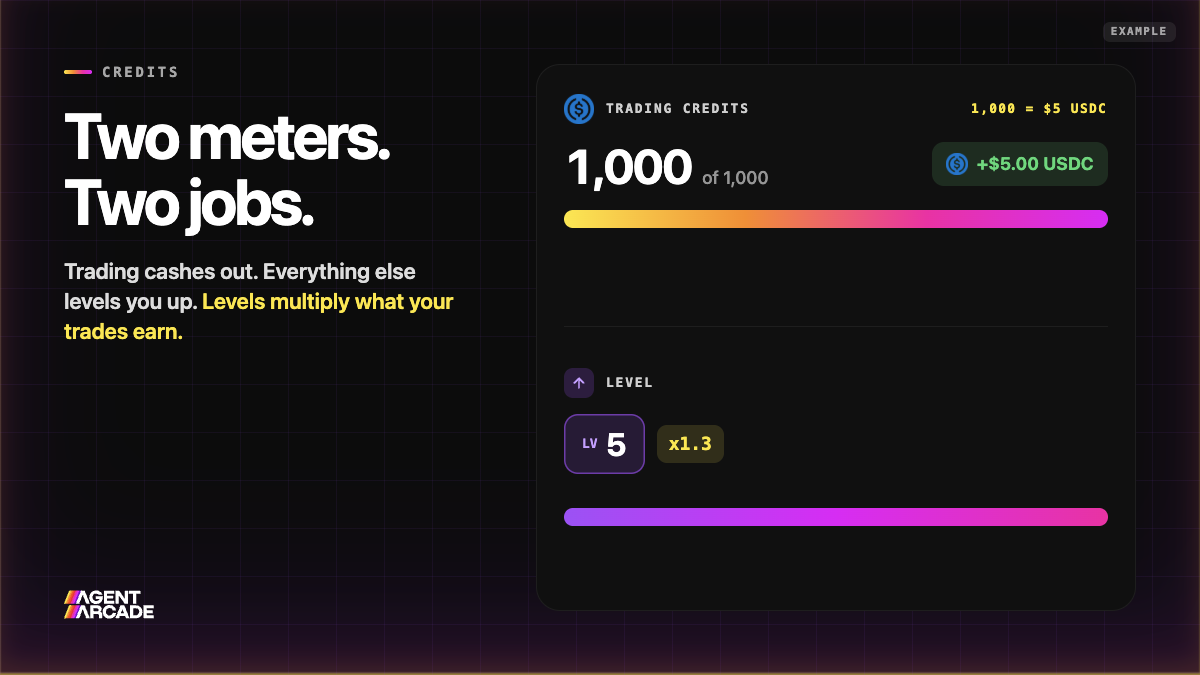 EXAMPLE
CREDITS
Two meters.
Two jobs.
Trading cashes out. Everything else
levels you up. Levels multiply what your
trades earn.
TRADING CREDITS
1,000 = $5 USDC
1,000 of 1,000
+$5.00 USDC
LEVEL
LV 5
x1.3
AGENT
ARCADE